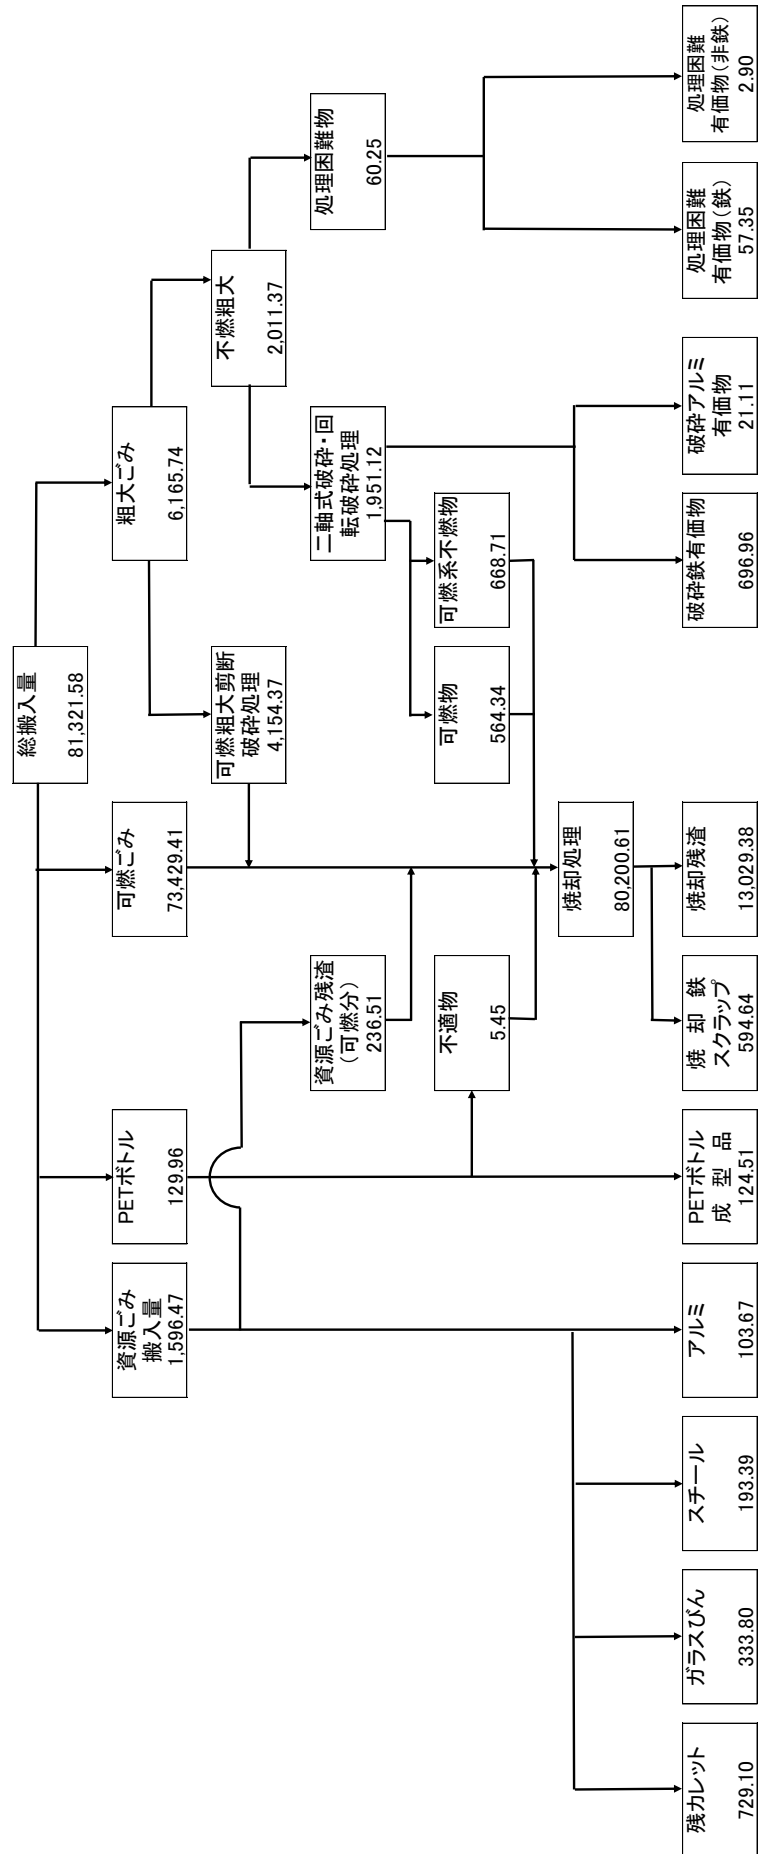 総搬入量
81,321.58
資源ごみ
搬入量
1,596.47
PETボトル
129.96
可燃ごみ
73,429.41
粗大ごみ
6,165.74
可燃粗大剪断
破砕処理
4,154.37
不燃粗大
2,011.37
資源ごみ残渣
(可燃分)
236.51
二軸式破砕・回
転破砕処理
1,951.12
処理困難物
60.25
不適物
5.45
可燃物
564.34
可燃系不燃物
668.71
焼却処理
80,200.61
残カレット
729.10
ガラスびん
333.80
スチール
193.39
アルミ
103.67
PETボトル
成 型 品
124.51
焼 却 鉄
スクラップ
594.64
焼却残渣
13,029.38
破砕鉄有価物
696.96
破砕アルミ
有価物
21.11
処理困難
有価物(鉄)
57.35
処理困難
有価物(非鉄)
2.90